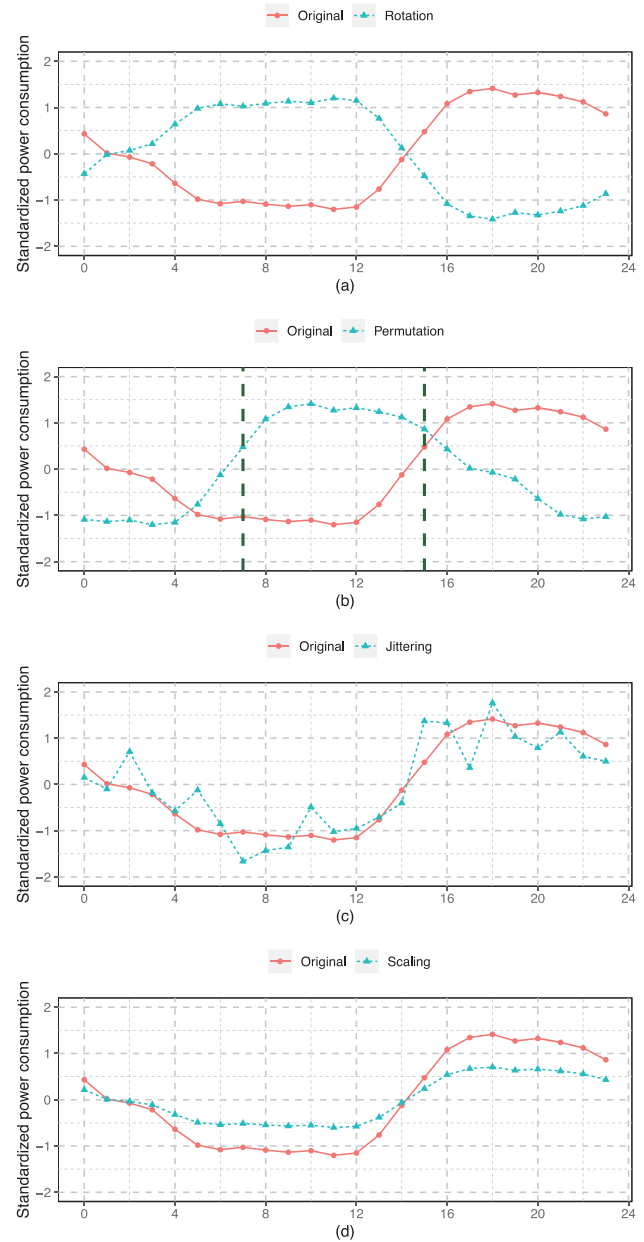 Original Rotation
Standardized power consumption
2
1
0
−1
−2
0 4 8 12 16 20 24
(a)
Original Permutation
Standardized power consumption
2
1
0
−1
−2
0 4 8 12 16 20 24
(b)
Original Jittering
Standardized power consumption
2
1
0
−1
−2
0 4 8 12 16 20 24
(c)
Original Scaling
Standardized power consumption
2
1
0
−1
−2
0 4 8 12 16 20 24
(d)